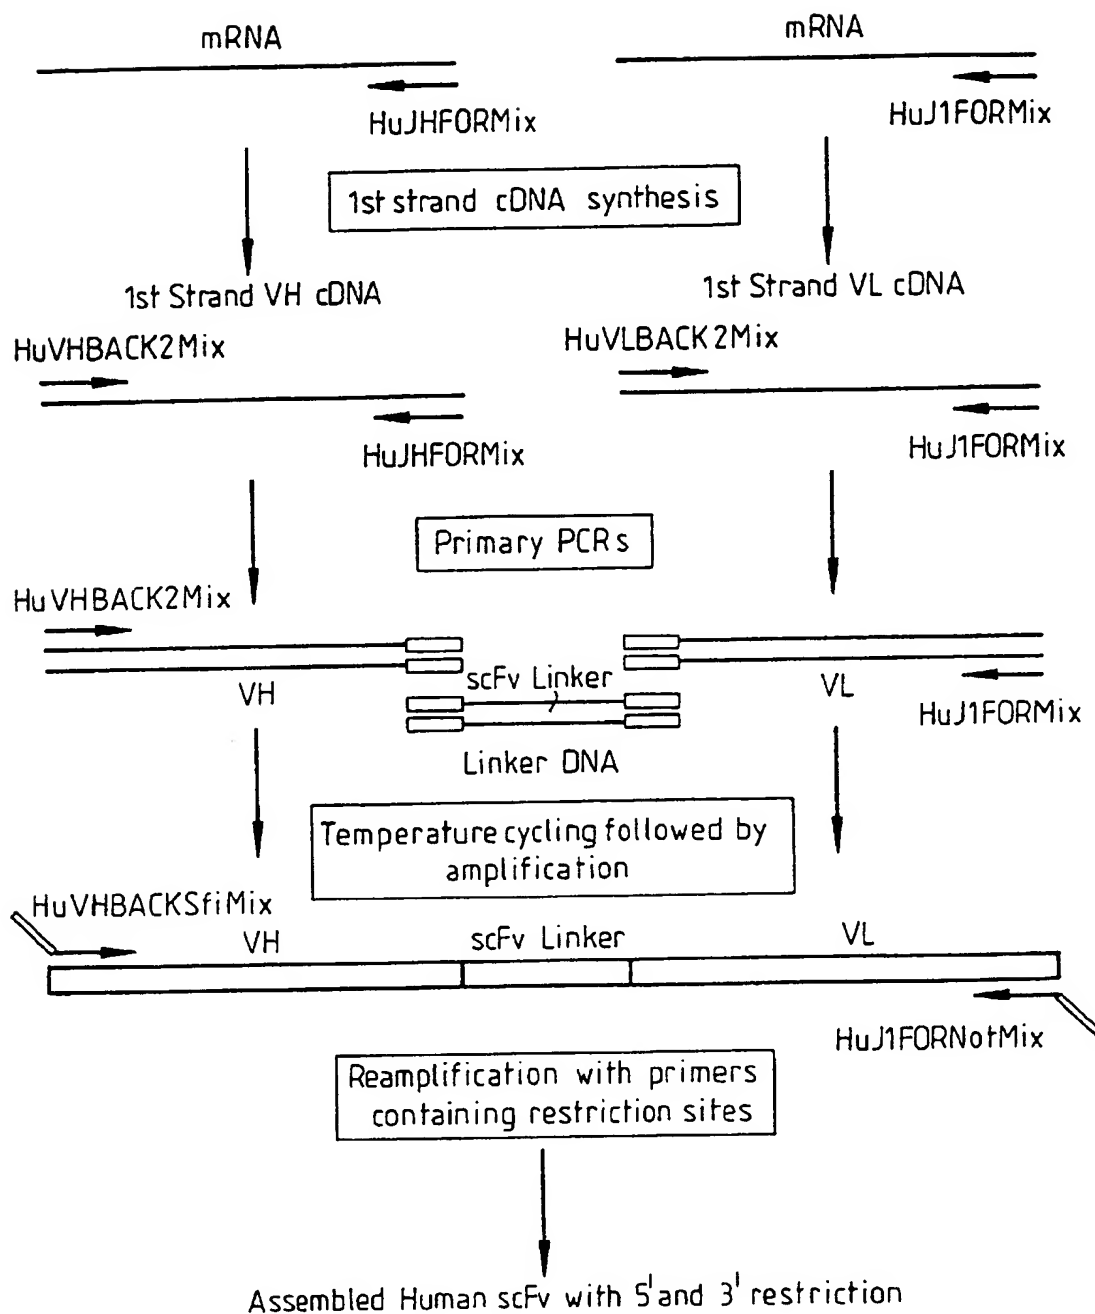 mRNA
mRNA
HuJHFORMix
HuJ1FORMix
1st strand cDNA synthesis
1st Strand VH cDNA
1st Strand VL cDNA
HuVHBACK2Mix
HuVLBACK2Mix
HuJHFORMix
HuJ1FORMix
Primary PCRs
HuVHBACK2Mix
VH
scFv Linker
VL
HuJ1FORMix
Linker DNA
Temperature cycling followed by
amplification
HuVHBACKSfiMix
VH
scFv Linker
VL
HuJ1FORNotMix
Reamplification with primers
containing restriction sites
Assembled Human scFv with 5' and 3' restriction